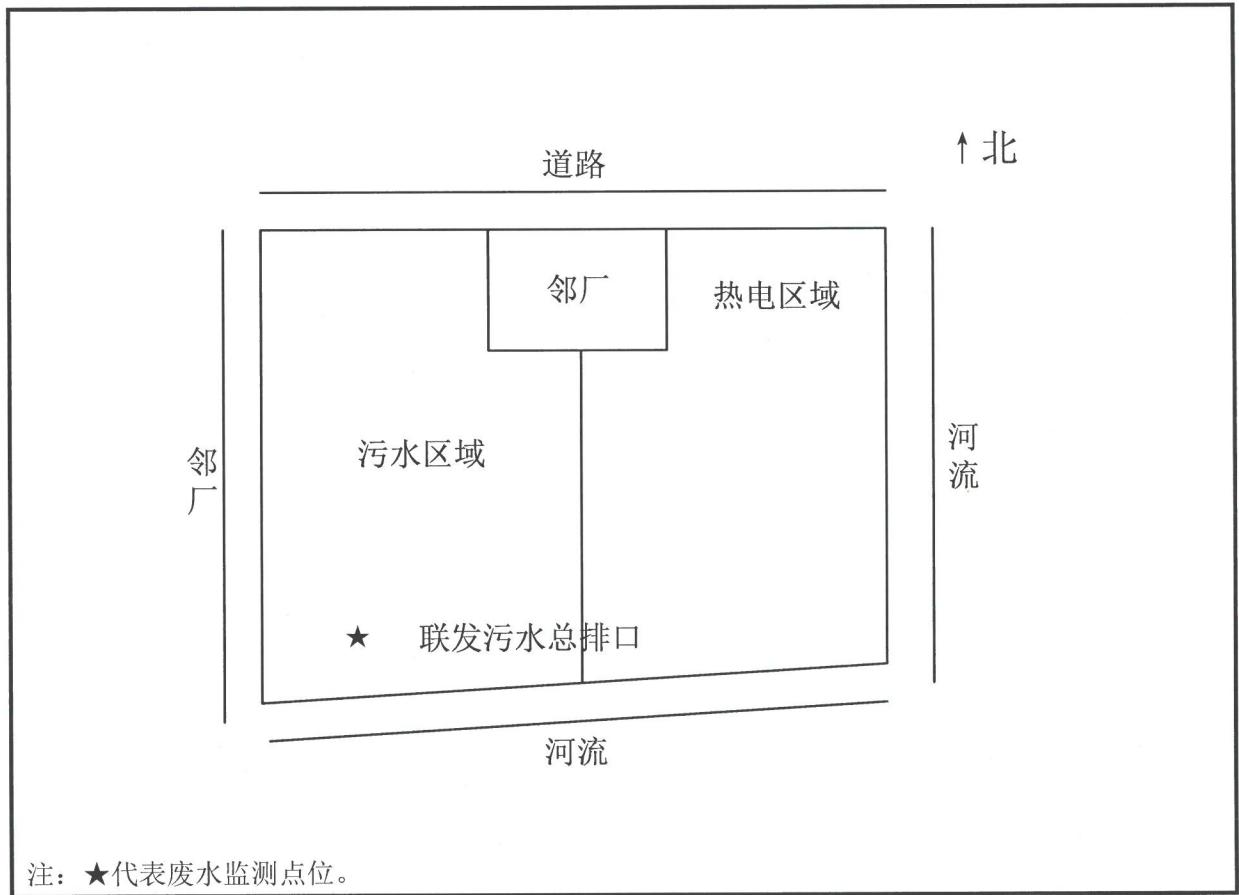 ↑北
道路
邻厂
热电区域
污水区域
邻厂
河流
★ 联发污水总排口
河流
注：★代表废水监测点位。